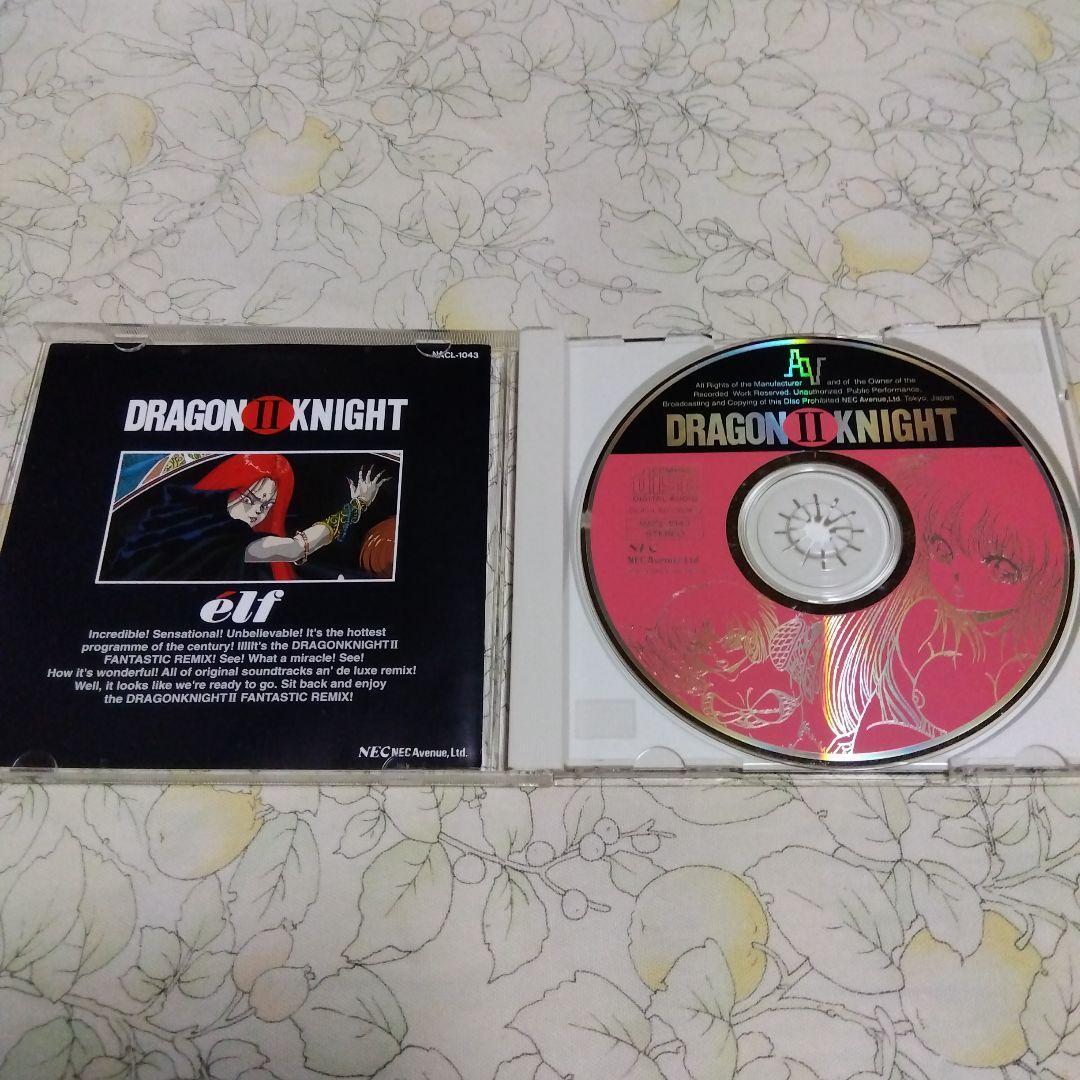 NACL-1043
DRAGON II KNIGHT
élf
Incredible! Sensational! Unbelievable! It's the hottest
programme of the century! IIIIIt's the DRAGONKNIGHT II
FANTASTIC REMIX! See! What a miracle! See!
How it's wonderful! All of original soundtracks an' de luxe remix!
Well, it looks like we're ready to go. Sit back and enjoy
the DRAGONKNIGHT II FANTASTIC REMIX!
NEC NEC Avenue, Ltd.
AV
All Rights of the Manufacturer and of the Owner of the
Recorded Work Reserved. Unauthorized Public Performance,
Broadcasting and Copying of this Disc Prohibited NEC Avenue,Ltd. Tokyo, Japan
DRAGON II KNIGHT
COMPACT
disc
DIGITAL AUDIO
NACL-1043
STEREO
NEC
NEC Avenue, Ltd.